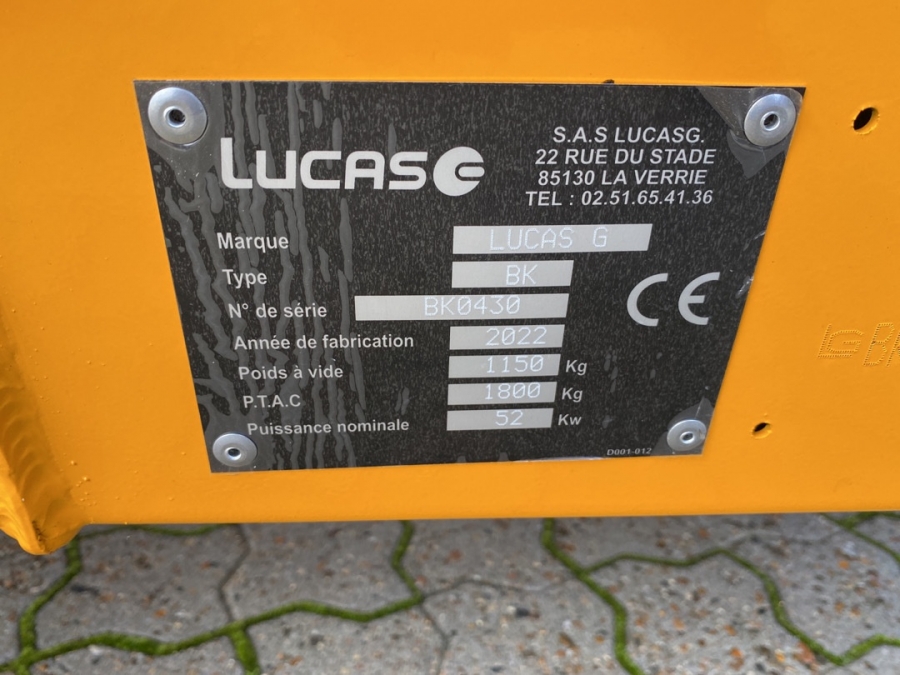 LUCAS G
S.A.S LUCASG.
22 RUE DU STADE
85130 LA VERRIE
TEL : 02.51.65.41.36
Marque LUCAS G
Type BK
N° de série BK0430
Année de fabrication 2022
Poids à vide 1150 Kg
P.T.A.C 1800 Kg
Puissance nominale 52 Kw
CE
D001-012